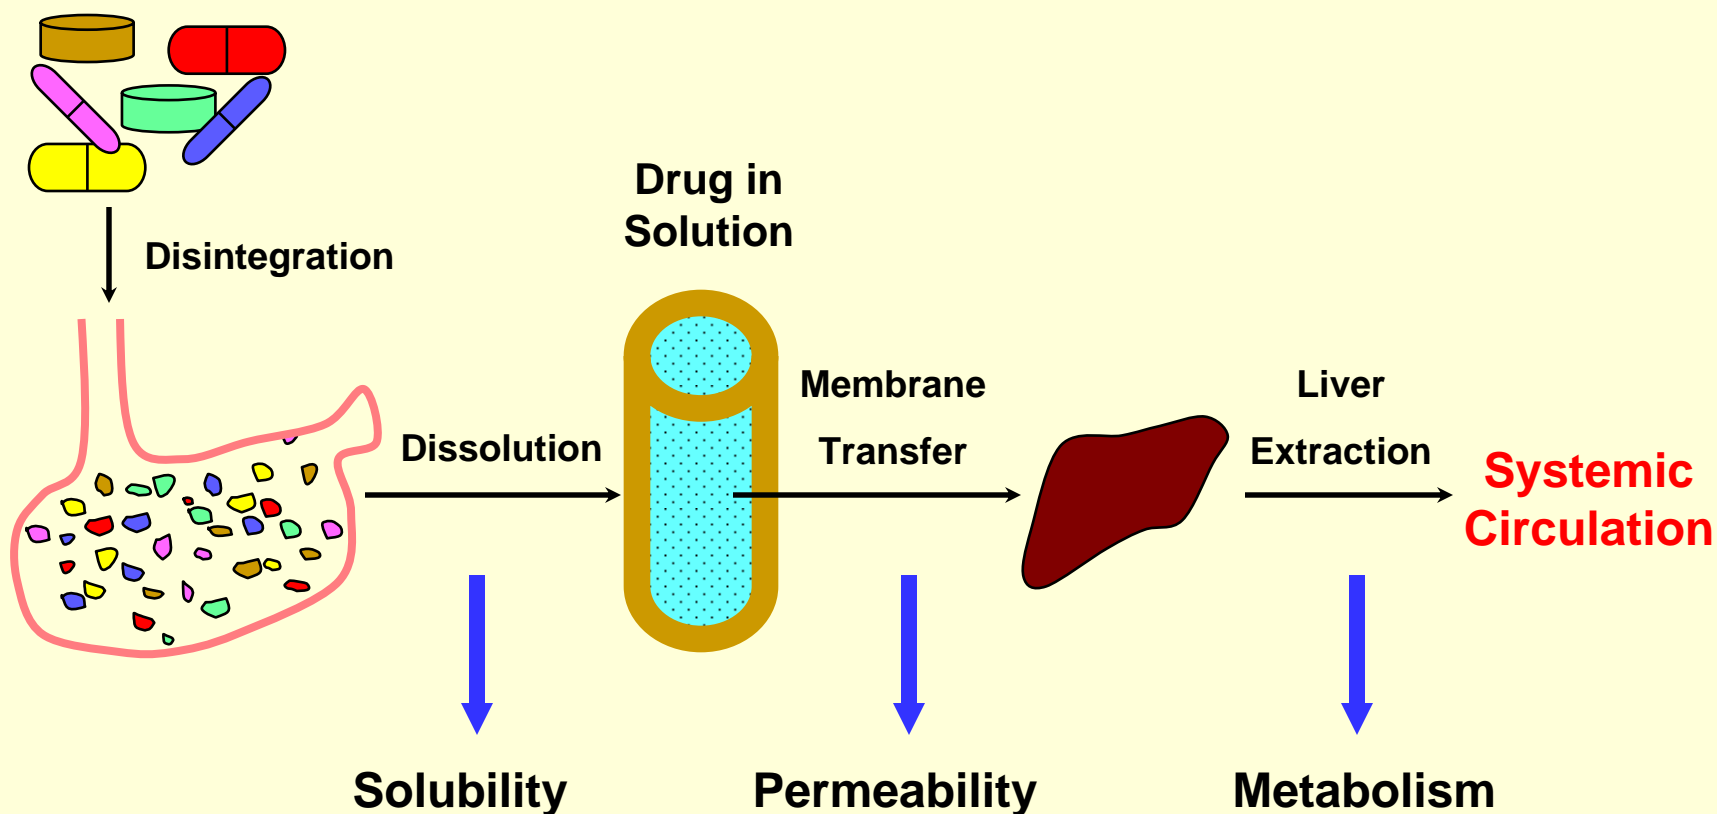 Disintegration
Drug in
Solution
Dissolution
Membrane
Transfer
Liver
Extraction
Systemic
Circulation
Solubility
Permeability
Metabolism